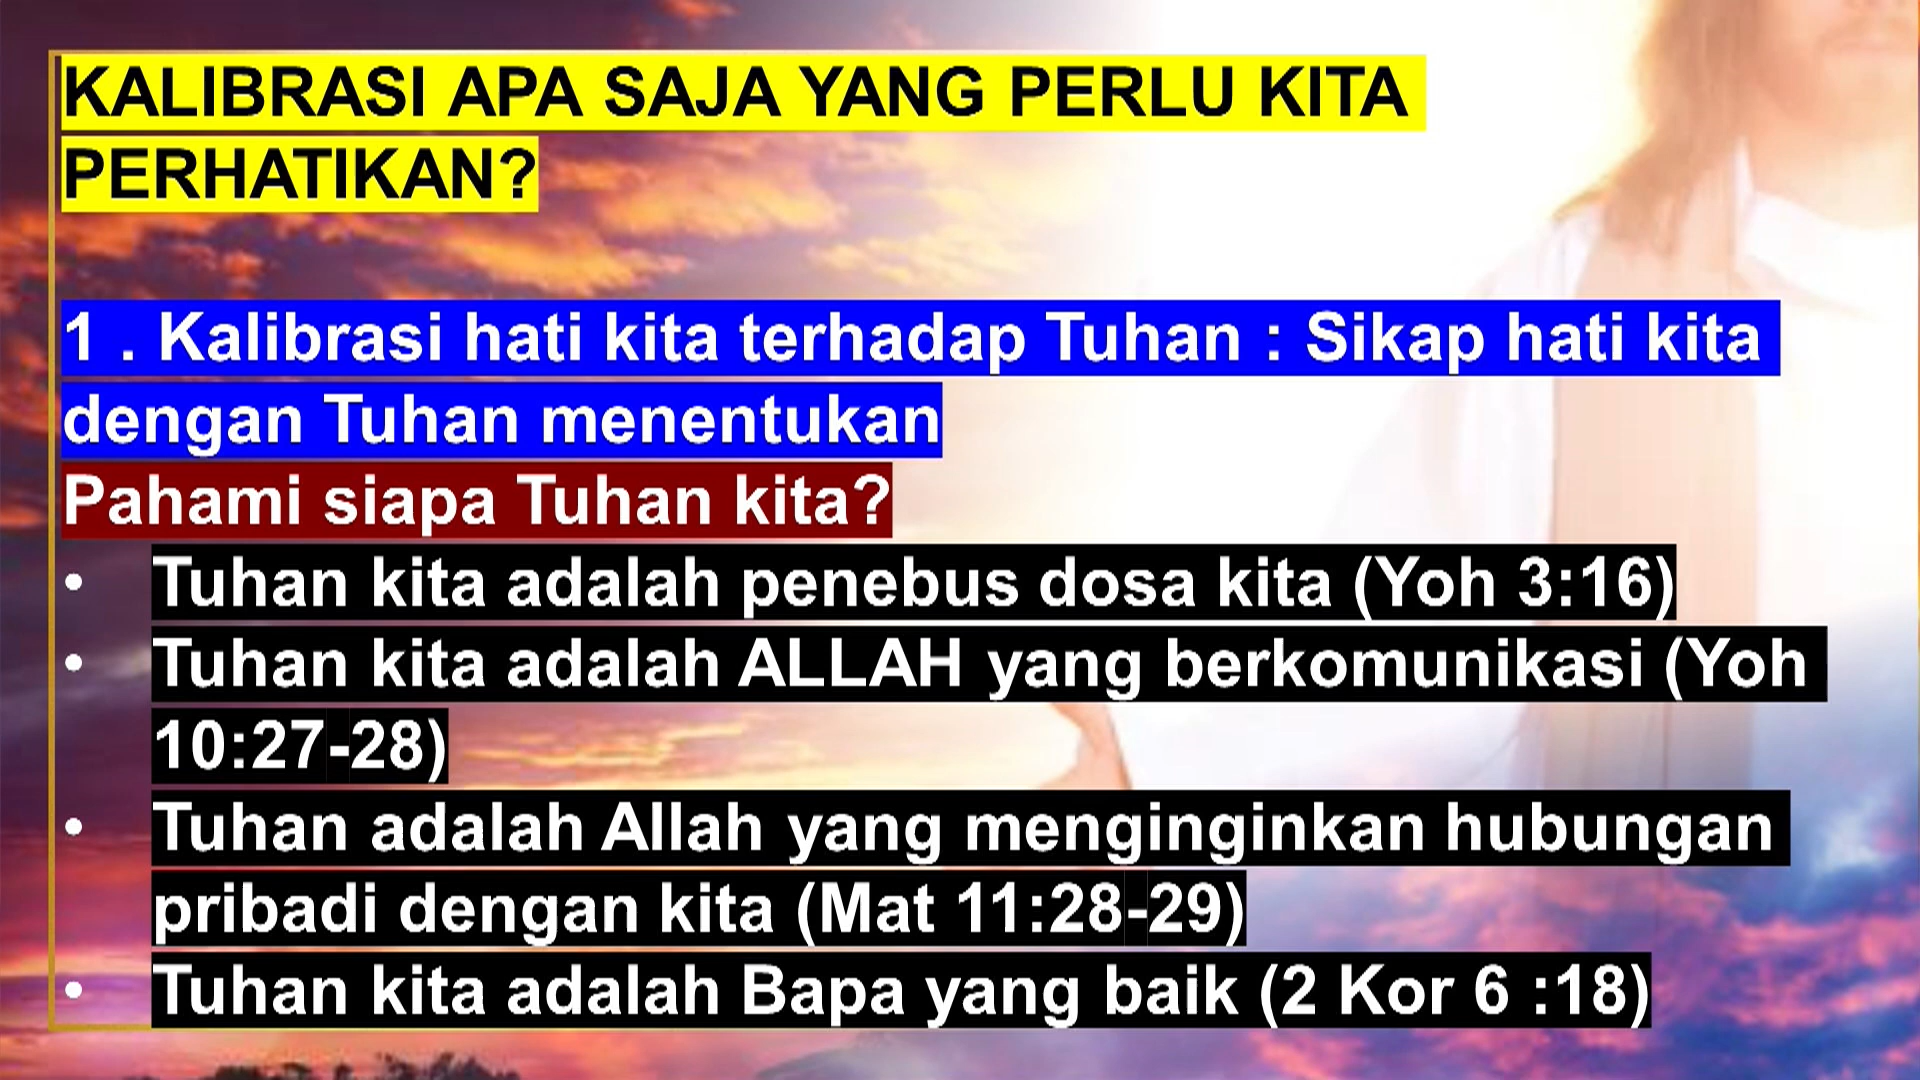 KALIBRASI APA SAJA YANG PERLU KITA
PERHATIKAN?
1 . Kalibrasi hati kita terhadap Tuhan : Sikap hati kita
dengan Tuhan menentukan
Pahami siapa Tuhan kita?
• Tuhan kita adalah penebus dosa kita (Yoh 3:16)
• Tuhan kita adalah ALLAH yang berkomunikasi (Yoh
10:27-28)
• Tuhan adalah Allah yang menginginkan hubungan
pribadi dengan kita (Mat 11:28-29)
• Tuhan kita adalah Bapa yang baik (2 Kor 6 :18)